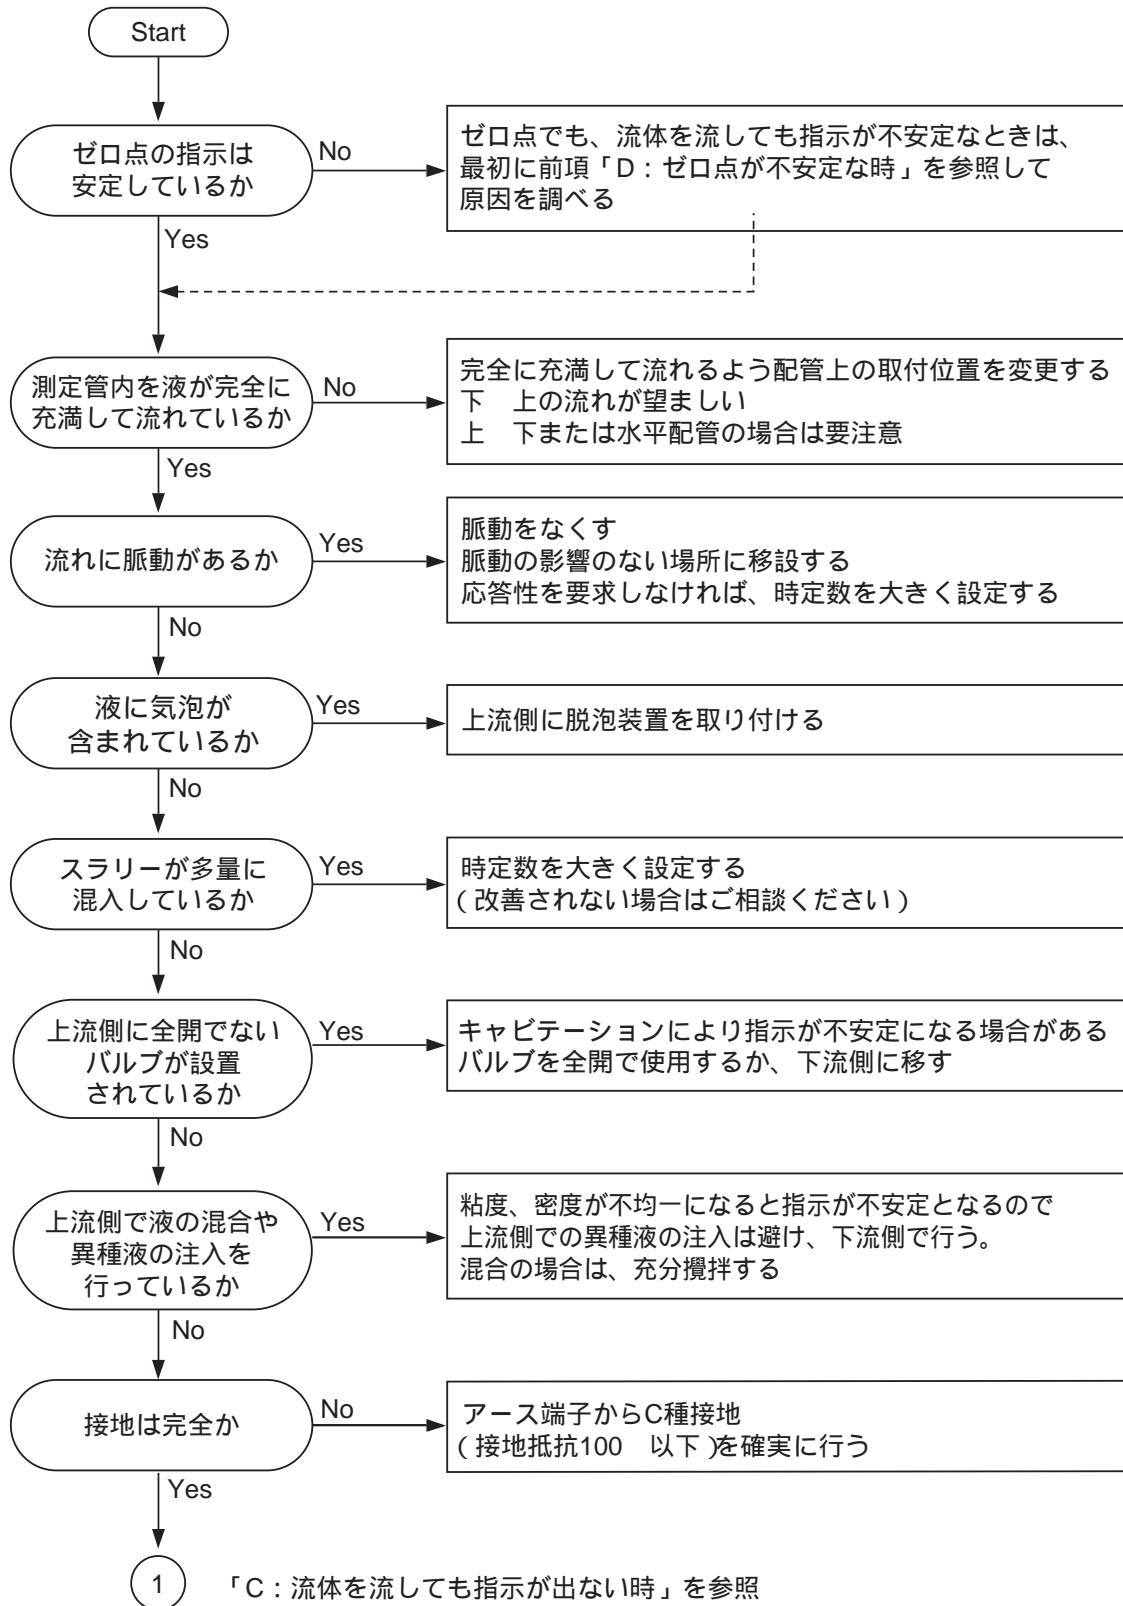 Start
ゼロ点の指示は
安定しているか
No
ゼロ点でも、流体を流しても指示が不安定なときは、
最初に前項「D：ゼロ点が不安定な時」を参照して
原因を調べる
Yes
測定管内を液が完全に
充満して流れているか
No
完全に充満して流れるよう配管上の取付位置を変更する
下　上の流れが望ましい
上　下または水平配管の場合は要注意
Yes
流れに脈動があるか
Yes
脈動をなくす
脈動の影響のない場所に移設する
応答性を要求しなければ、時定数を大きく設定する
No
液に気泡が
含まれているか
Yes
上流側に脱泡装置を取り付ける
No
スラリーが多量に
混入しているか
Yes
時定数を大きく設定する
（改善されない場合はご相談ください）
No
上流側に全開でない
バルブが設置
されているか
Yes
キャビテーションにより指示が不安定になる場合がある
バルブを全開で使用するか、下流側に移す
No
上流側で液の混合や
異種液の注入を
行っているか
Yes
粘度、密度が不均一になると指示が不安定となるので
上流側での異種液の注入は避け、下流側で行う。
混合の場合は、充分攪拌する
No
接地は完全か
No
アース端子からC種接地
（接地抵抗100　以下）を確実に行う
Yes
1
「C：流体を流しても指示が出ない時」を参照